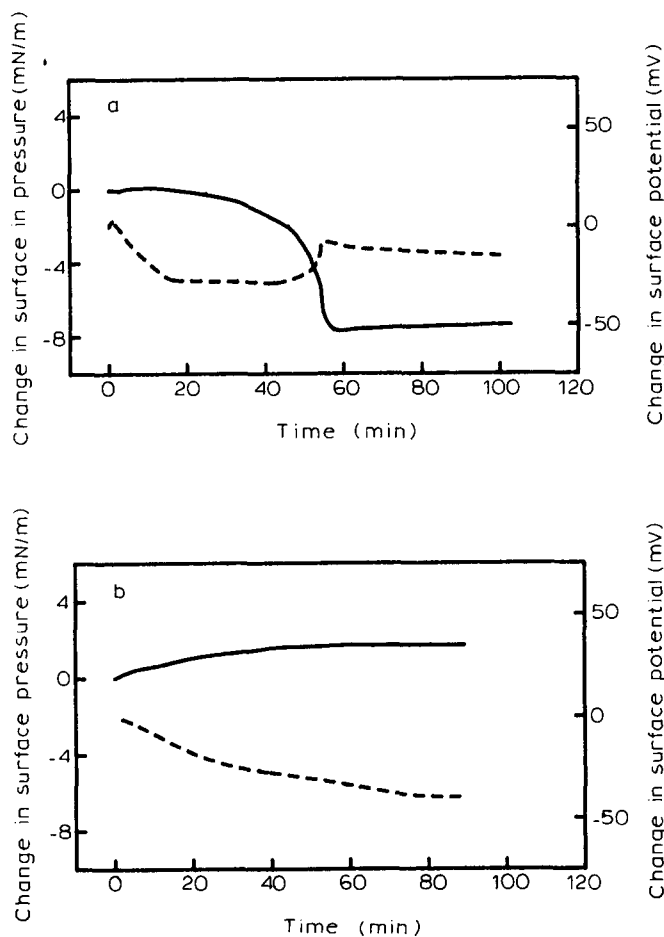 Change in surface in pressure (mN/m)
a
4
0
-4
-8
50
0
-50
Change in surface potential (mV)
0 20 40 60 80 100 120
Time (min)
Change in surface pressure (mN/m)
b
4
0
-4
-8
50
0
-50
Change in surface potential (mV)
0 20 40 60 80 100 120
Time (min)